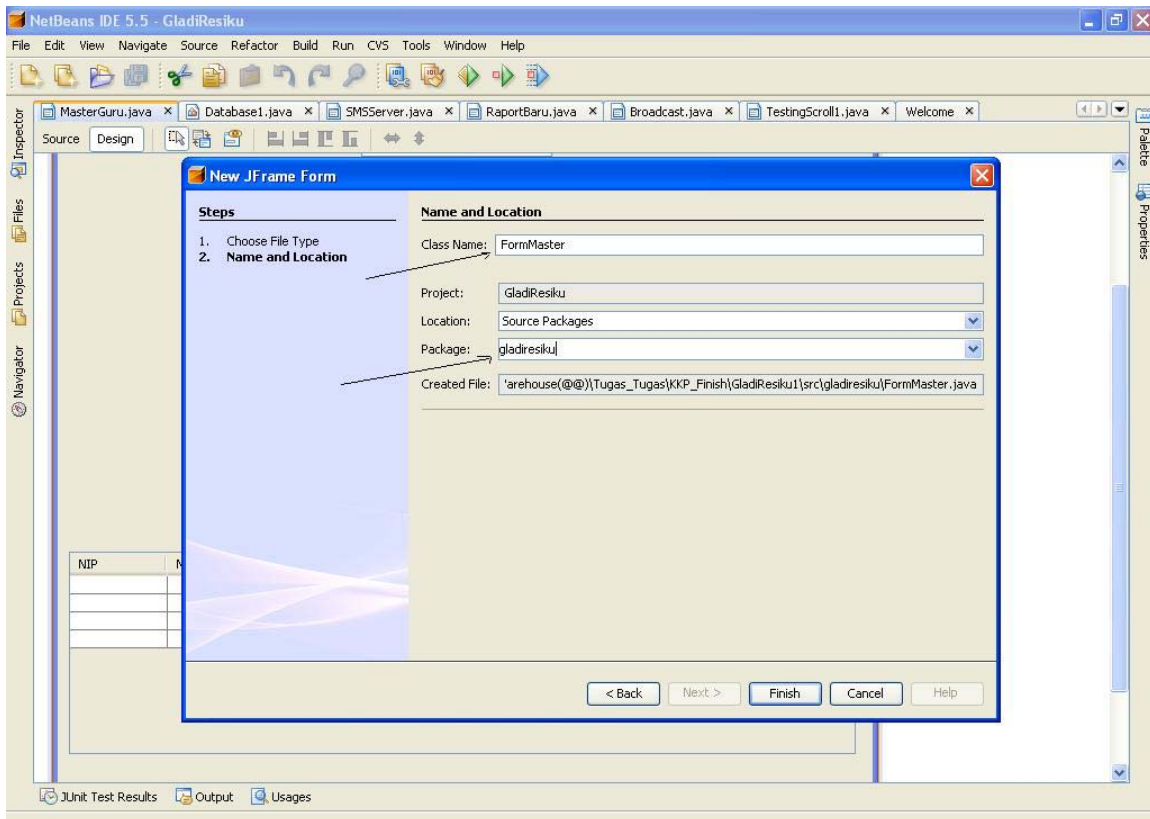 NetBeans IDE 5.5 - GladiResiku
File Edit View Navigate Source Refactor Build Run CVS Tools Window Help
MasterGuru.java Database1.java SMSServer.java RaportBaru.java Broadcast.java TestingScroll1.java Welcome
Source Design
Inspector
Files
Projects
Navigator
Palette
Properties
New JFrame Form
Steps
1. Choose File Type
2. Name and Location
Name and Location
Class Name: FormMaster
Project: GladiResiku
Location: Source Packages
Package: gladiresiku
Created File: 'arehouse(@@)\Tugas_Tugas\KKP_Finish\GladiResiku1\src\gladiresiku\FormMaster.java
NIP
< Back Next > Finish Cancel Help
JUnit Test Results Output Usages